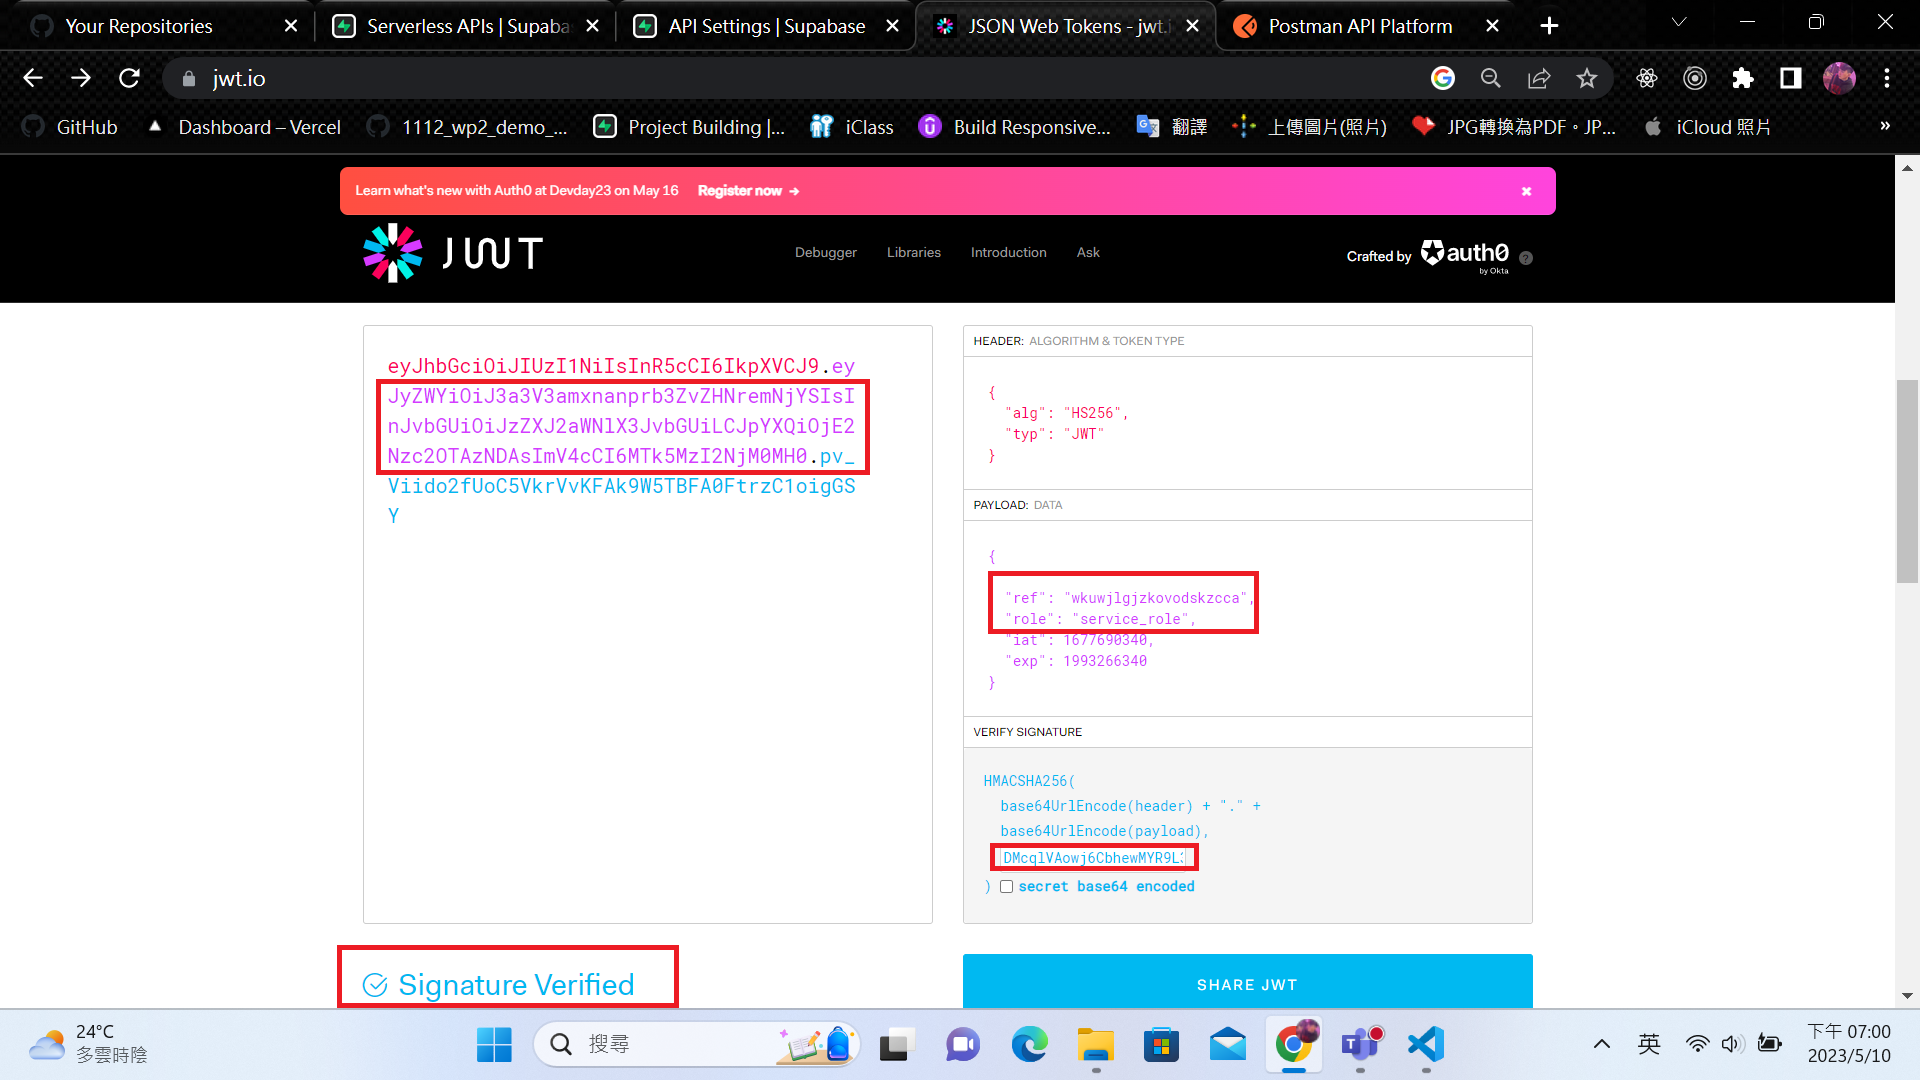 Your Repositories
Serverless APIs | Supaba
API Settings | Supabase
JSON Web Tokens - jwt.i
Postman API Platform
jwt.io
GitHub
Dashboard – Vercel
1112_wp2_demo_...
Project Building |...
iClass
Build Responsive...
翻譯
上傳圖片(照片)
JPG轉換為PDF。JP...
iCloud 照片
»
Learn what's new with Auth0 at Devday23 on May 16 Register now →
JWT
Debugger
Libraries
Introduction
Ask
Crafted by auth0
by Okta
eyJhbGciOiJIUzI1NiIsInR5cCI6IkpXVCJ9.ey
JyZWYiOiJ3a3V3amxnanprb3ZvZHNremNjYSIsI
nJvbGUiOiJzZXJ2aWNlX3JvbGUiLCJpYXQiOjE2
Nzc2OTAzNDAsImV4cCI6MTk5MzI2NjM0MH0.pv_
Viido2fUoC5VkrVvKFAk9W5TBFA0FtrzC1oigGS
Y
HEADER: ALGORITHM & TOKEN TYPE
{
"alg": "HS256",
"typ": "JWT"
}
PAYLOAD: DATA
{
"ref": "wkuwjlgjzkovodskzcca",
"role": "service_role",
"iat": 1677690340,
"exp": 1993266340
}
VERIFY SIGNATURE
HMACSHA256(
base64UrlEncode(header) + "." +
base64UrlEncode(payload),
DMcqlVAowj6CbhewMYR9L
) secret base64 encoded
Signature Verified
SHARE JWT
24°C
多雲時陰
搜尋
英
下午 07:00
2023/5/10